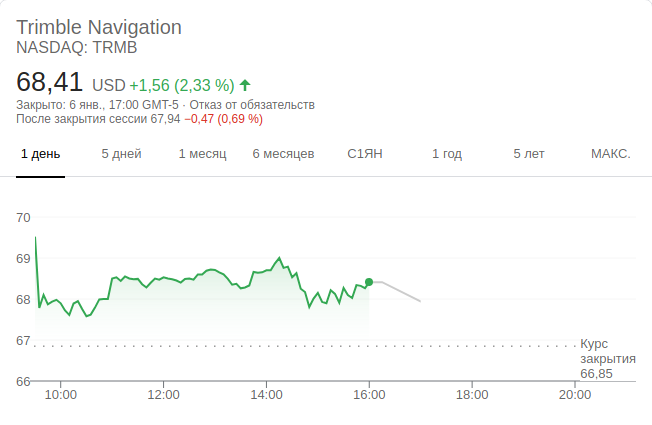 Trimble Navigation
NASDAQ: TRMB
68,41 USD +1,56 (2,33 %)
Закрыто: 6 янв., 17:00 GMT-5 · Отказ от обязательств
После закрытия сессии 67,94 −0,47 (0,69 %)
1 день 5 дней 1 месяц 6 месяцев С1ЯН 1 год 5 лет МАКС.
70
69
68
67
Курс
закрытия
66,85
66
10:00 12:00 14:00 16:00 18:00 20:00